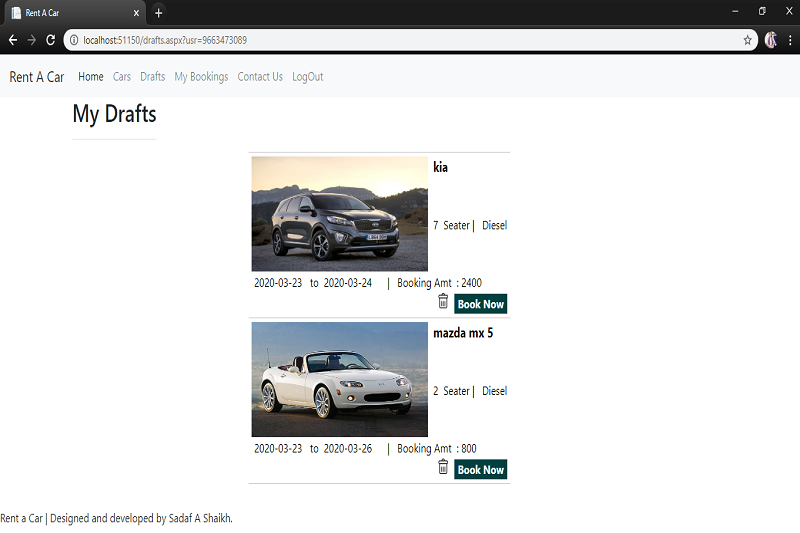 Rent A Car
localhost:51150/drafts.aspx?usr=9663473089
Rent A Car Home Cars Drafts My Bookings Contact Us LogOut
My Drafts
kia
7 Seater | Diesel
2020-03-23 to 2020-03-24 | Booking Amt : 2400
Book Now
mazda mx 5
2 Seater | Diesel
2020-03-23 to 2020-03-26 | Booking Amt : 800
Book Now
Rent a Car | Designed and developed by Sadaf A Shaikh.